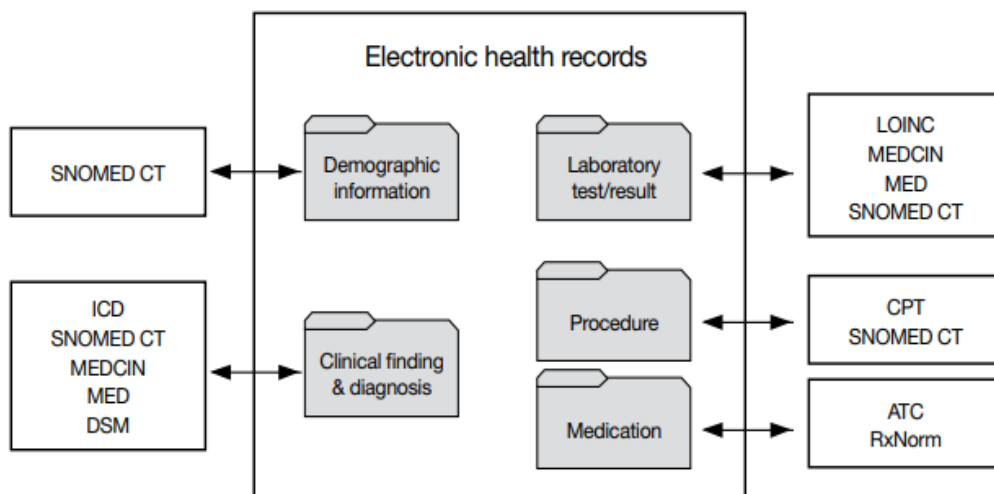 Electronic health records
SNOMED CT
Demographic
information
Laboratory
test/result
LOINC
MEDCIN
MED
SNOMED CT
ICD
SNOMED CT
MEDCIN
MED
DSM
Clinical finding
& diagnosis
Procedure
CPT
SNOMED CT
Medication
ATC
RxNorm